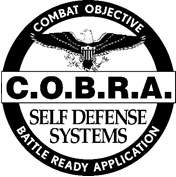 COMBAT OBJECTIVE
C.O.B.R.A.
SELF DEFENSE
SYSTEMS
BATTLE READY APPLICATION